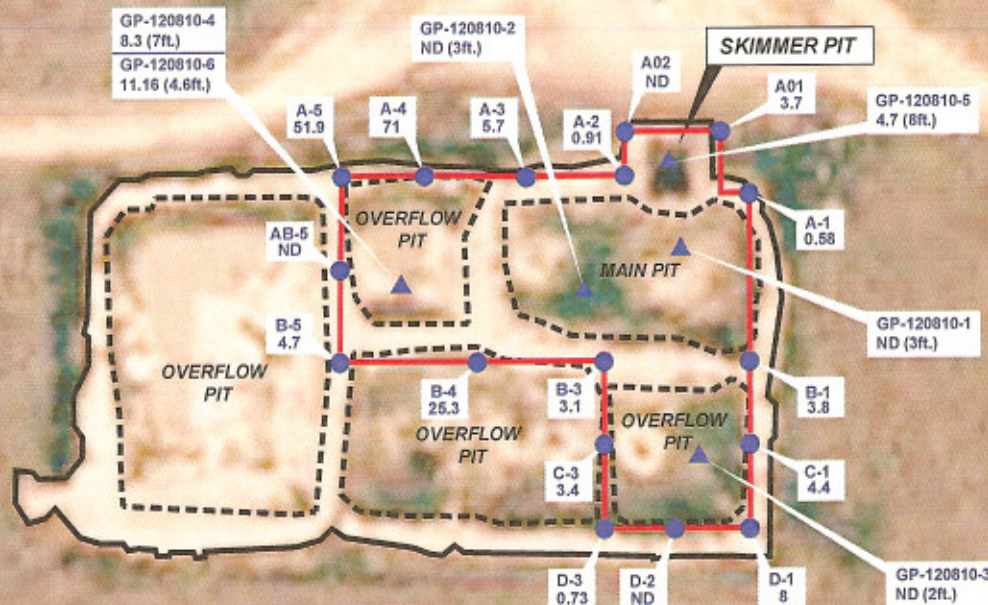 GP-120810-4
8.3 (7ft.)
GP-120810-6
11.16 (4.6ft.)
GP-120810-2
ND (3ft.)
SKIMMER PIT
A02
ND
A01
3.7
GP-120810-5
4.7 (8ft.)
A-5
51.9
A-4
71
A-3
5.7
A-2
0.91
A-1
0.58
OVERFLOW
PIT
AB-5
ND
MAIN PIT
GP-120810-1
ND (3ft.)
B-5
4.7
OVERFLOW
PIT
B-4
25.3
B-3
3.1
B-1
3.8
OVERFLOW
PIT
OVERFLOW
PIT
C-3
3.4
C-1
4.4
D-3
0.73
D-2
ND
D-1
8
GP-120810-3
ND (2ft.)